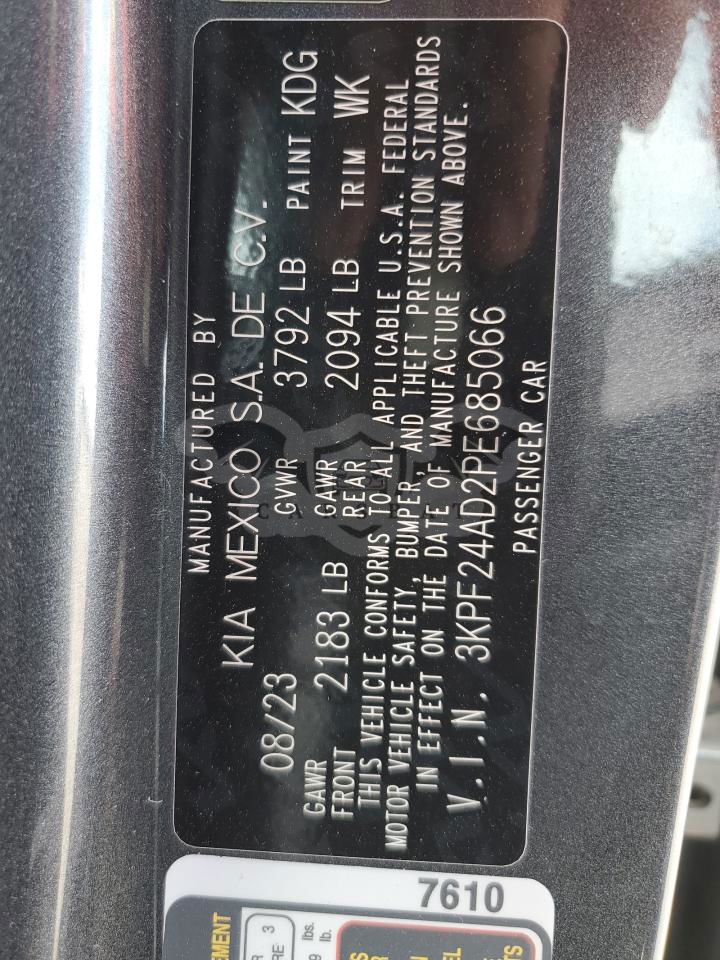 MANUFACTURED BY
KIA MEXICO S.A. DE C.V.
08/23 GVWR 3792 LB PAINT KDG
GAWR FRONT 2183 LB GAWR REAR 2094 LB TRIM WK
THIS VEHICLE CONFORMS TO ALL APPLICABLE U.S.A. FEDERAL
MOTOR VEHICLE SAFETY, BUMPER, AND THEFT PREVENTION STANDARDS
IN EFFECT ON THE DATE OF MANUFACTURE SHOWN ABOVE.
V.I.N. 3KPF24AD2PE685066
PASSENGER CAR
7610